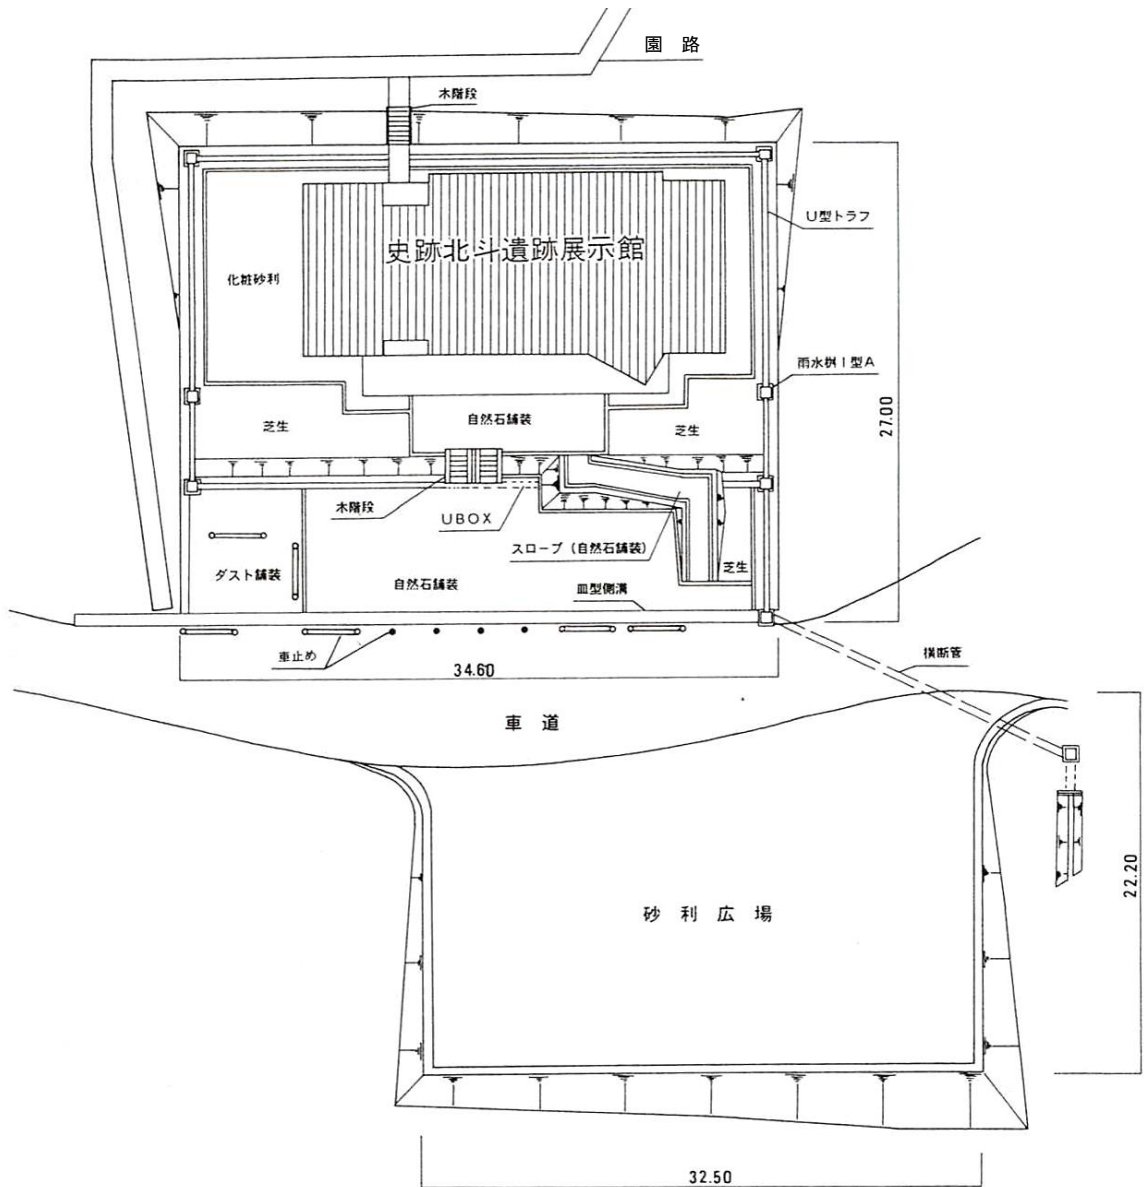 園 路
木階段
U型トラフ
史跡北斗遺跡展示館
化粧砂利
雨水桝Ⅰ型A
27.00
芝生
自然石舗装
芝生
木階段
UBOX
スロープ（自然石舗装）
ダスト舗装
自然石舗装
皿型側溝
芝生
車止め
34.60
横断管
車 道
22.20
砂 利 広 場
32.50